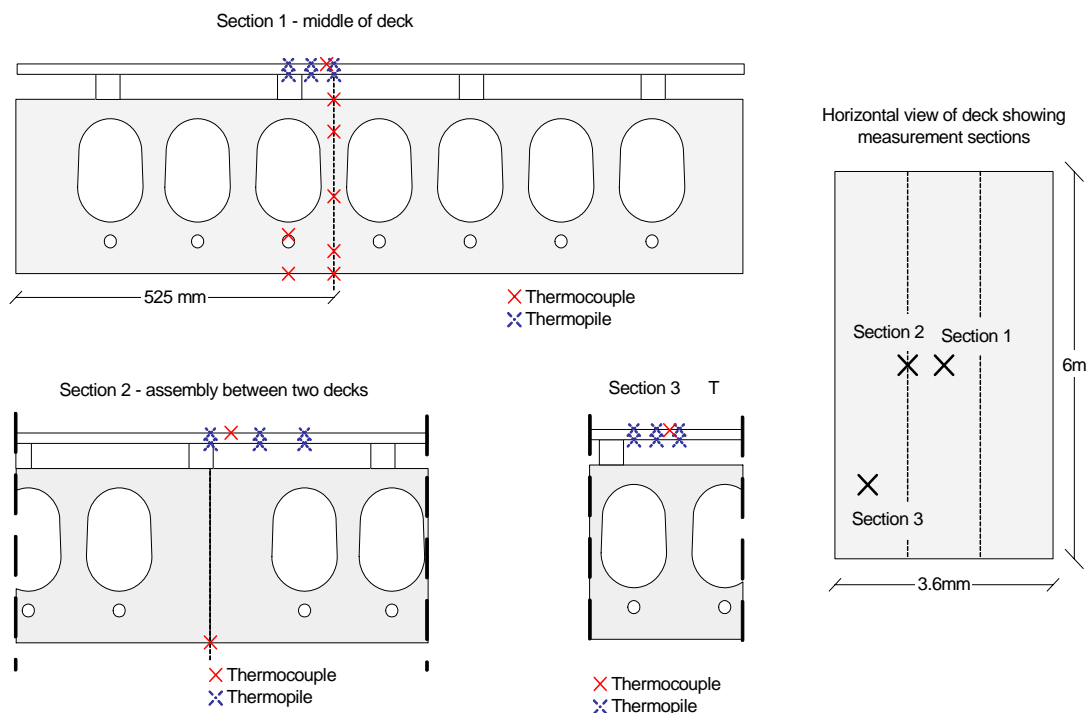 Section 1 - middle of deck
525 mm
Thermocouple
Thermopile
Horizontal view of deck showing
measurement sections
Section 2
Section 1
6m
Section 3
3.6mm
Section 2 - assembly between two decks
Thermocouple
Thermopile
Section 3 T
Thermocouple
Thermopile